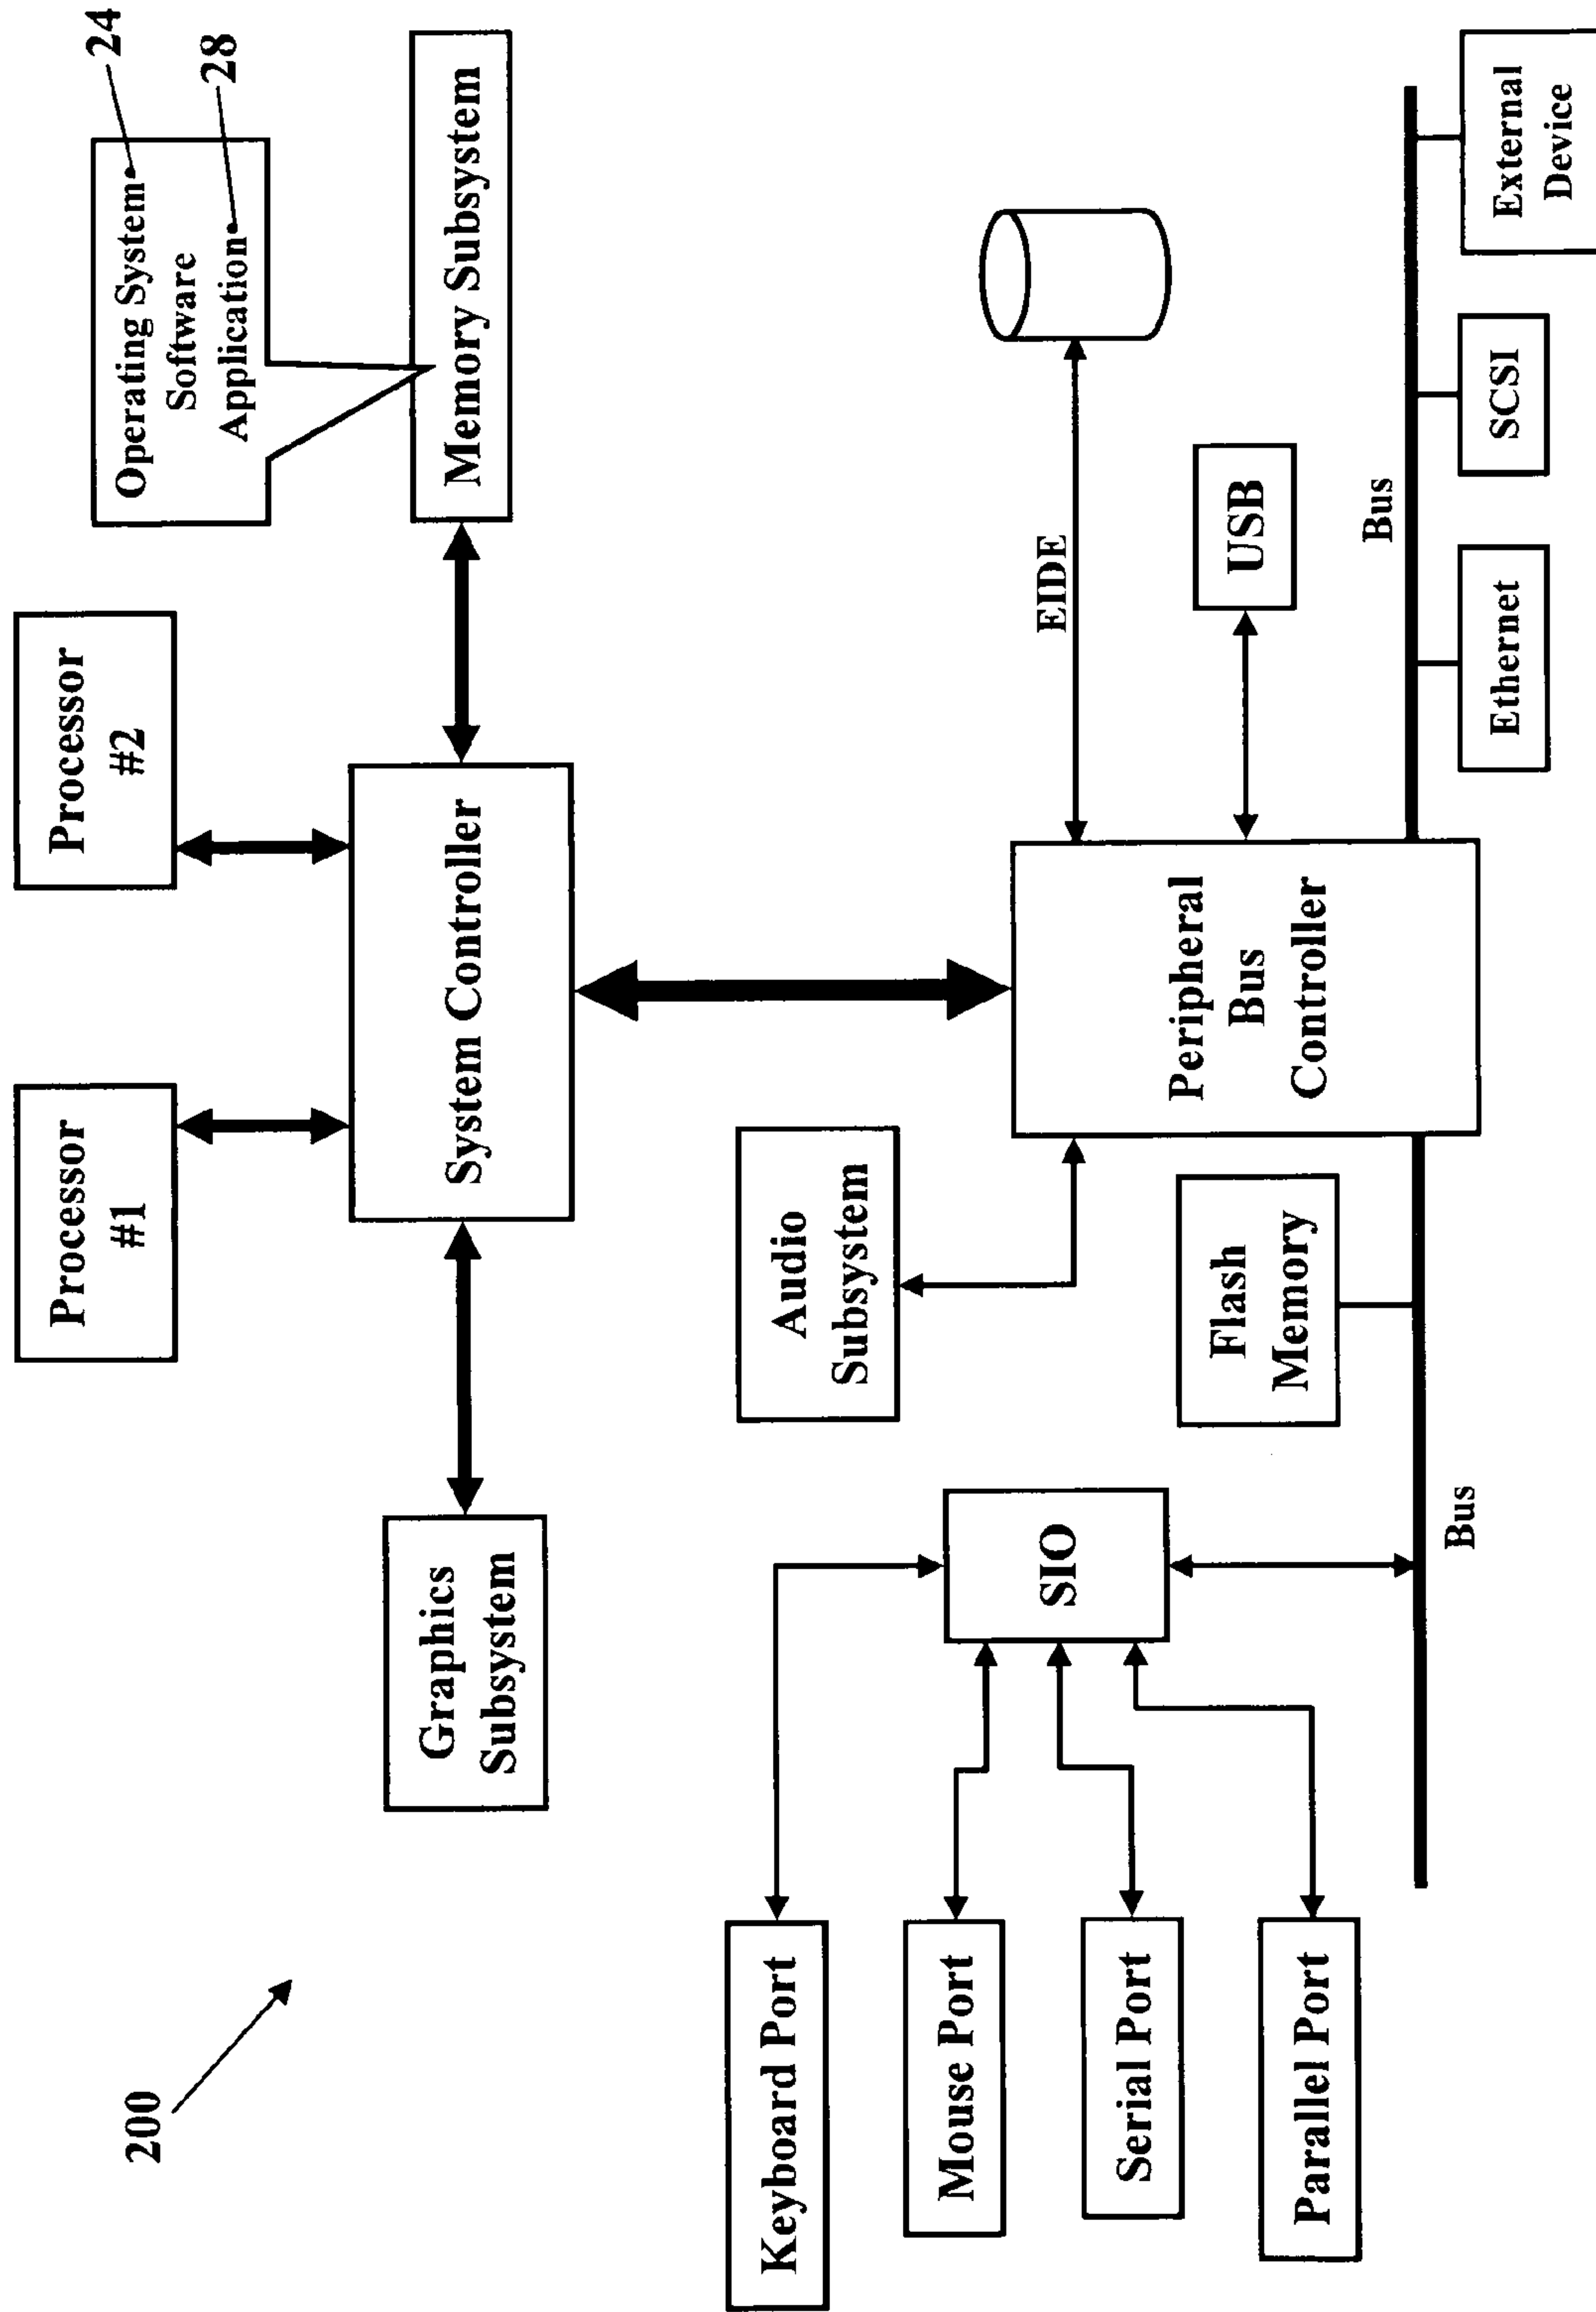 200
Processor
#1
Processor
#2
Operating System
Software
Application
24
28
Graphics
Subsystem
System Controller
Memory Subsystem
Keyboard Port
Mouse Port
Serial Port
Parallel Port
SIO
Audio
Subsystem
Flash
Memory
Peripheral
Bus
Controller
EIDE
USB
Bus
Bus
Ethernet
SCSI
External
Device